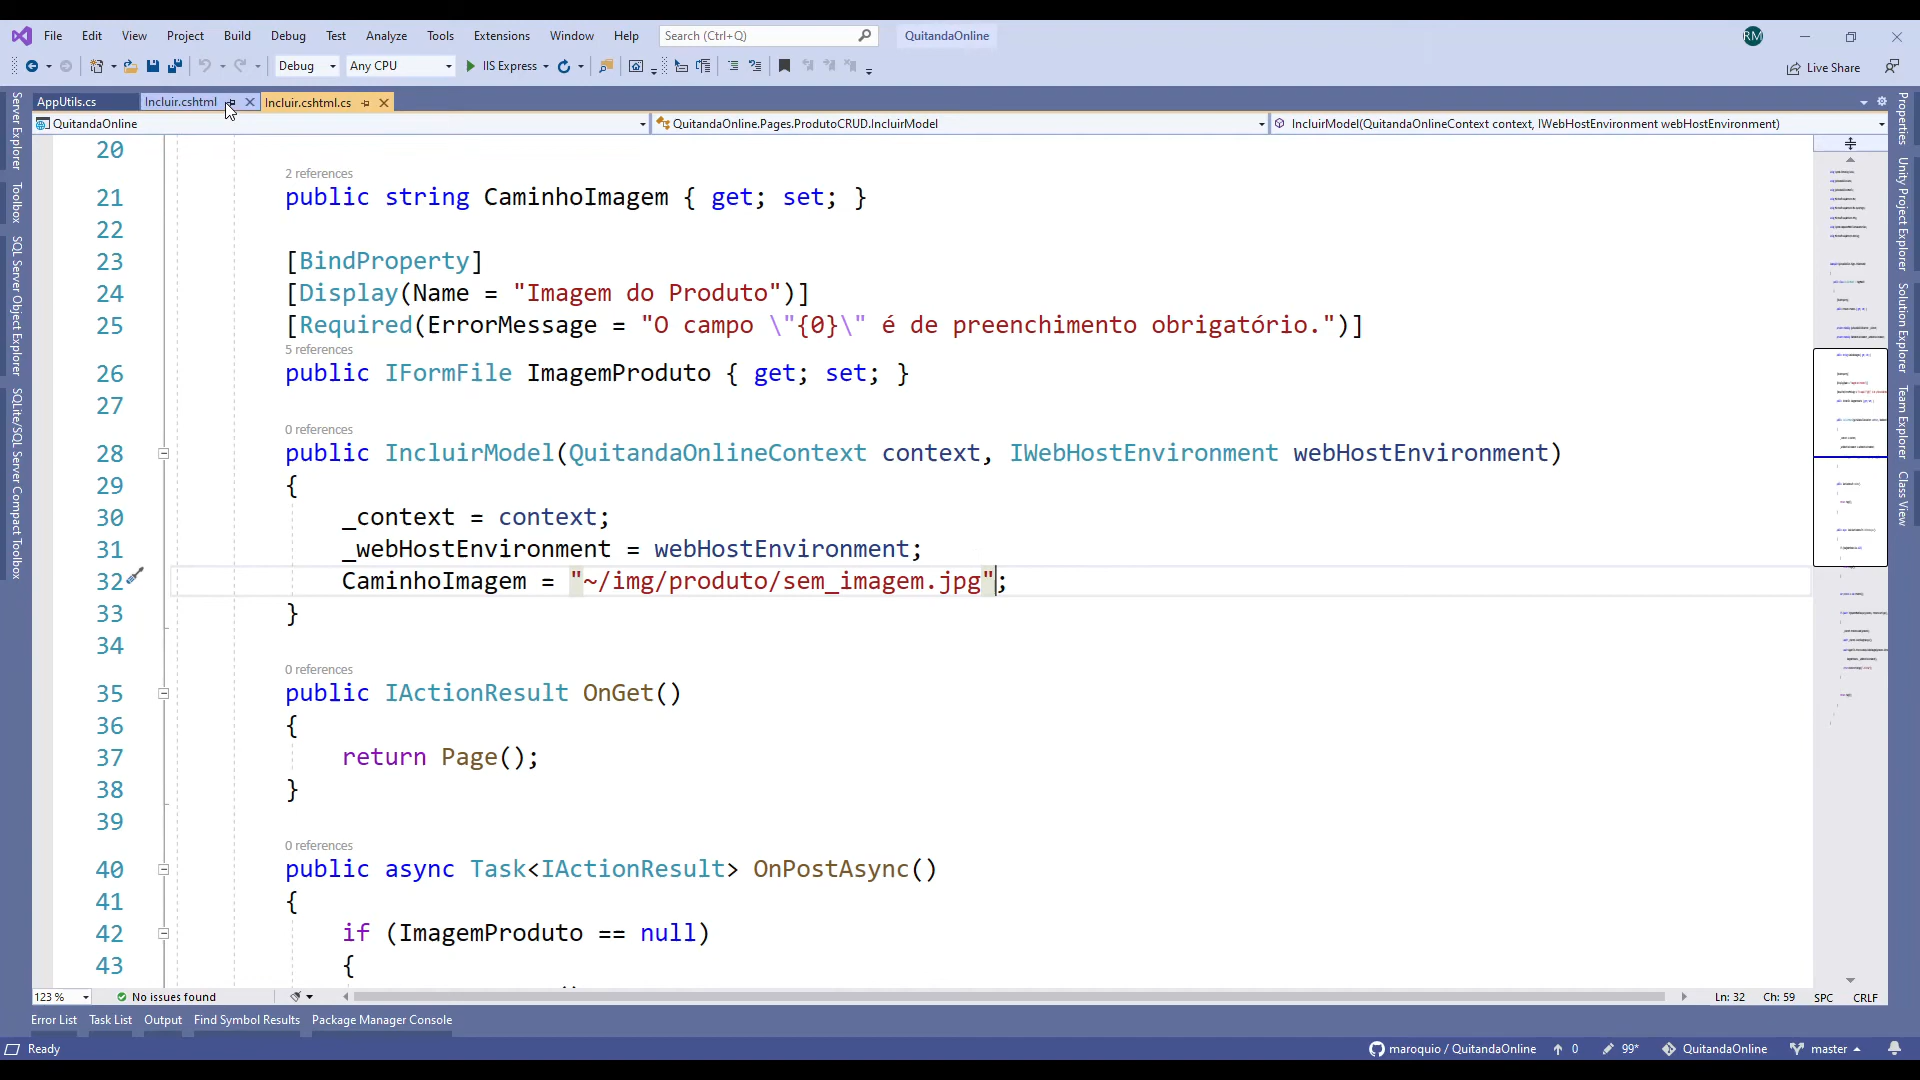 File Edit View Project Build Debug Test Analyze Tools Extensions Window Help Search (Ctrl+Q) QuitandaOnline RM
Debug Any CPU IIS Express Live Share
AppUtils.cs Incluir.cshtml Incluir.cshtml.cs
QuitandaOnline QuitandaOnline.Pages.ProdutoCRUD.IncluirModel IncluirModel(QuitandaOnlineContext context, IWebHostEnvironment webHostEnvironment)
Server Explorer
Toolbox
SQL Server Object Explorer
SQLite/SQL Server Compact Toolbox
20
2 references
21 public string CaminhoImagem { get; set; }
22
23 [BindProperty]
24 [Display(Name = "Imagem do Produto")]
25 [Required(ErrorMessage = "O campo \"{0}\" é de preenchimento obrigatório.")]
5 references
26 public IFormFile ImagemProduto { get; set; }
27
0 references
28 public IncluirModel(QuitandaOnlineContext context, IWebHostEnvironment webHostEnvironment)
29 {
30 _context = context;
31 _webHostEnvironment = webHostEnvironment;
32 CaminhoImagem = "~/img/produto/sem_imagem.jpg";
33 }
34
0 references
35 public IActionResult OnGet()
36 {
37 return Page();
38 }
39
0 references
40 public async Task<IActionResult> OnPostAsync()
41 {
42 if (ImagemProduto == null)
43 {
Properties
Unity Project Explorer
Solution Explorer
Team Explorer
Class View
123 % No issues found Ln: 32 Ch: 59 SPC CRLF
Error List Task List Output Find Symbol Results Package Manager Console
Ready maroquio / QuitandaOnline 0 99* QuitandaOnline master